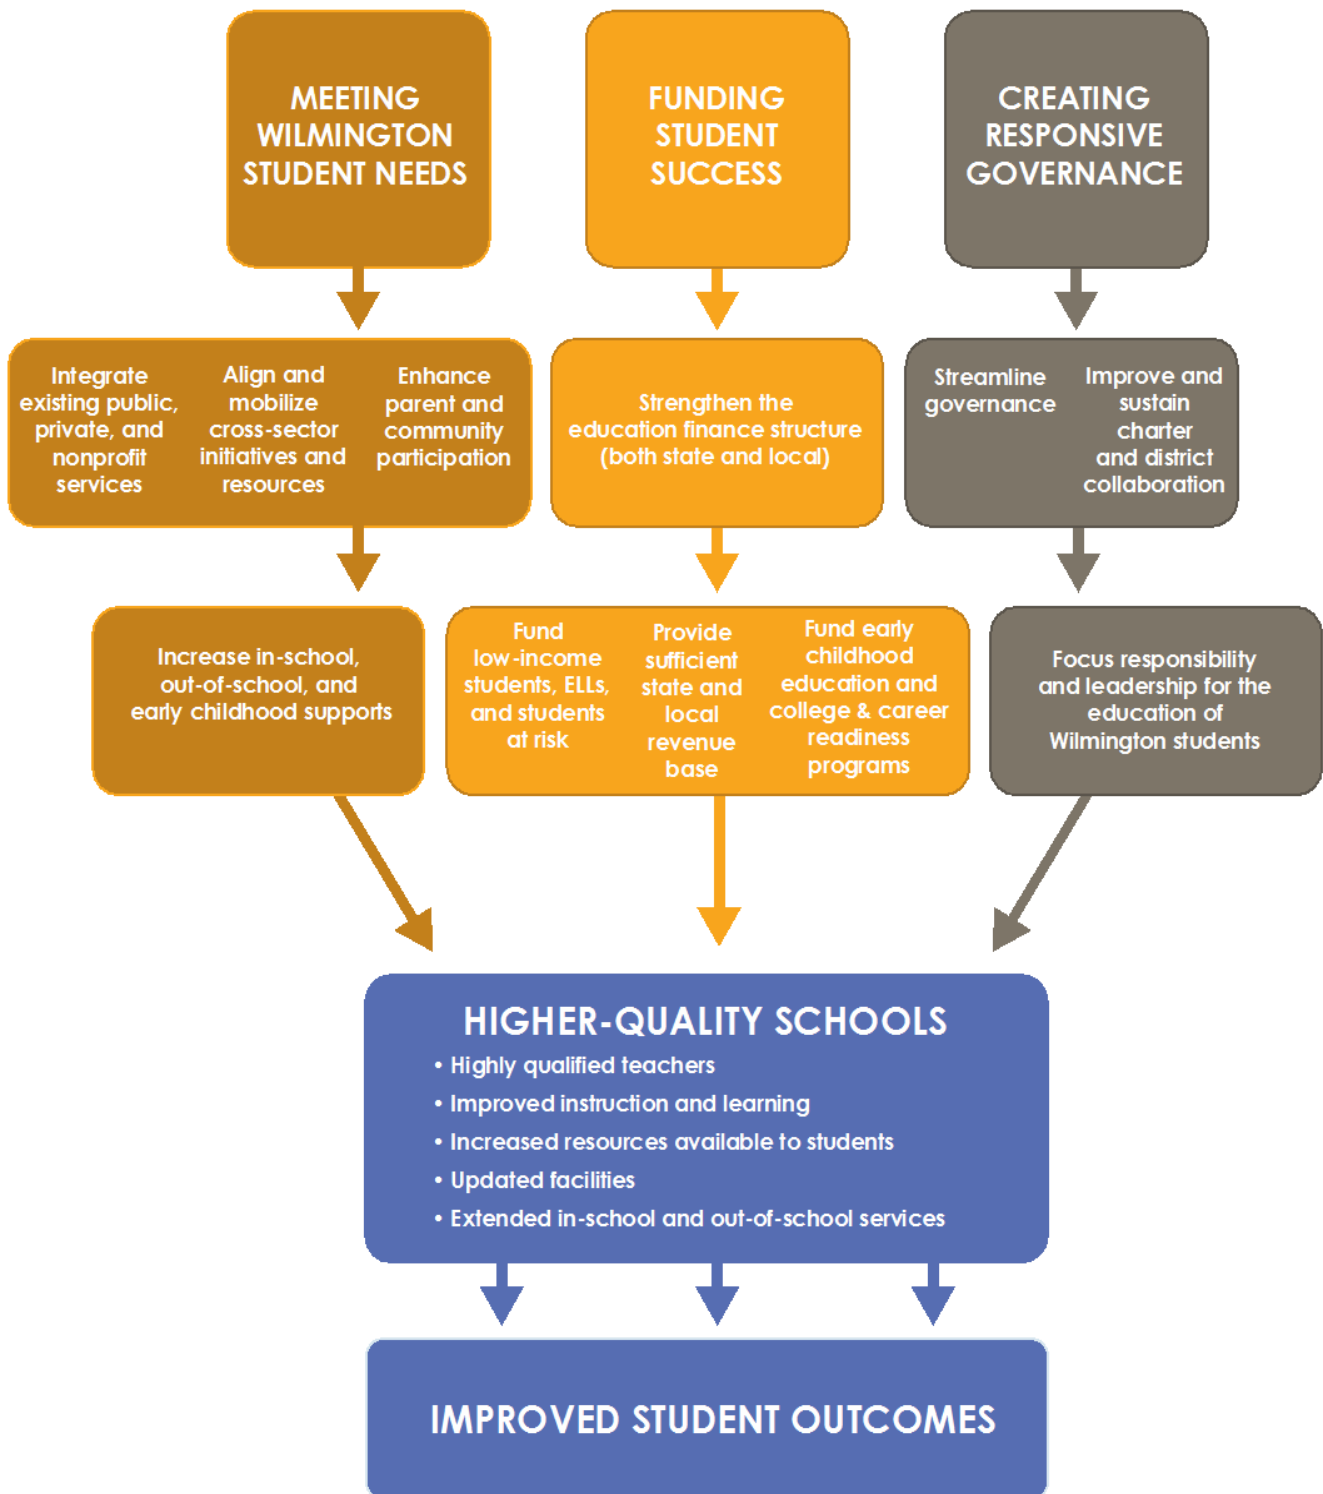 MEETING
WILMINGTON
STUDENT NEEDS
FUNDING
STUDENT
SUCCESS
CREATING
RESPONSIVE
GOVERNANCE
Integrate
existing public,
private, and
nonprofit
services
Align and
mobilize
cross-sector
initiatives and
resources
Enhance
parent and
community
participation
Strengthen the
education finance structure
(both state and local)
Streamline
governance
Improve and
sustain
charter
and district
collaboration
Increase in-school,
out-of-school, and
early childhood supports
Fund
low-income
students, ELLs,
and students
at risk
Provide
sufficient
state and
local
revenue
base
Fund early
childhood
education and
college & career
readiness
programs
Focus responsibility
and leadership for the
education of
Wilmington students
HIGHER-QUALITY SCHOOLS
• Highly qualified teachers
• Improved instruction and learning
• Increased resources available to students
• Updated facilities
• Extended in-school and out-of-school services
IMPROVED STUDENT OUTCOMES